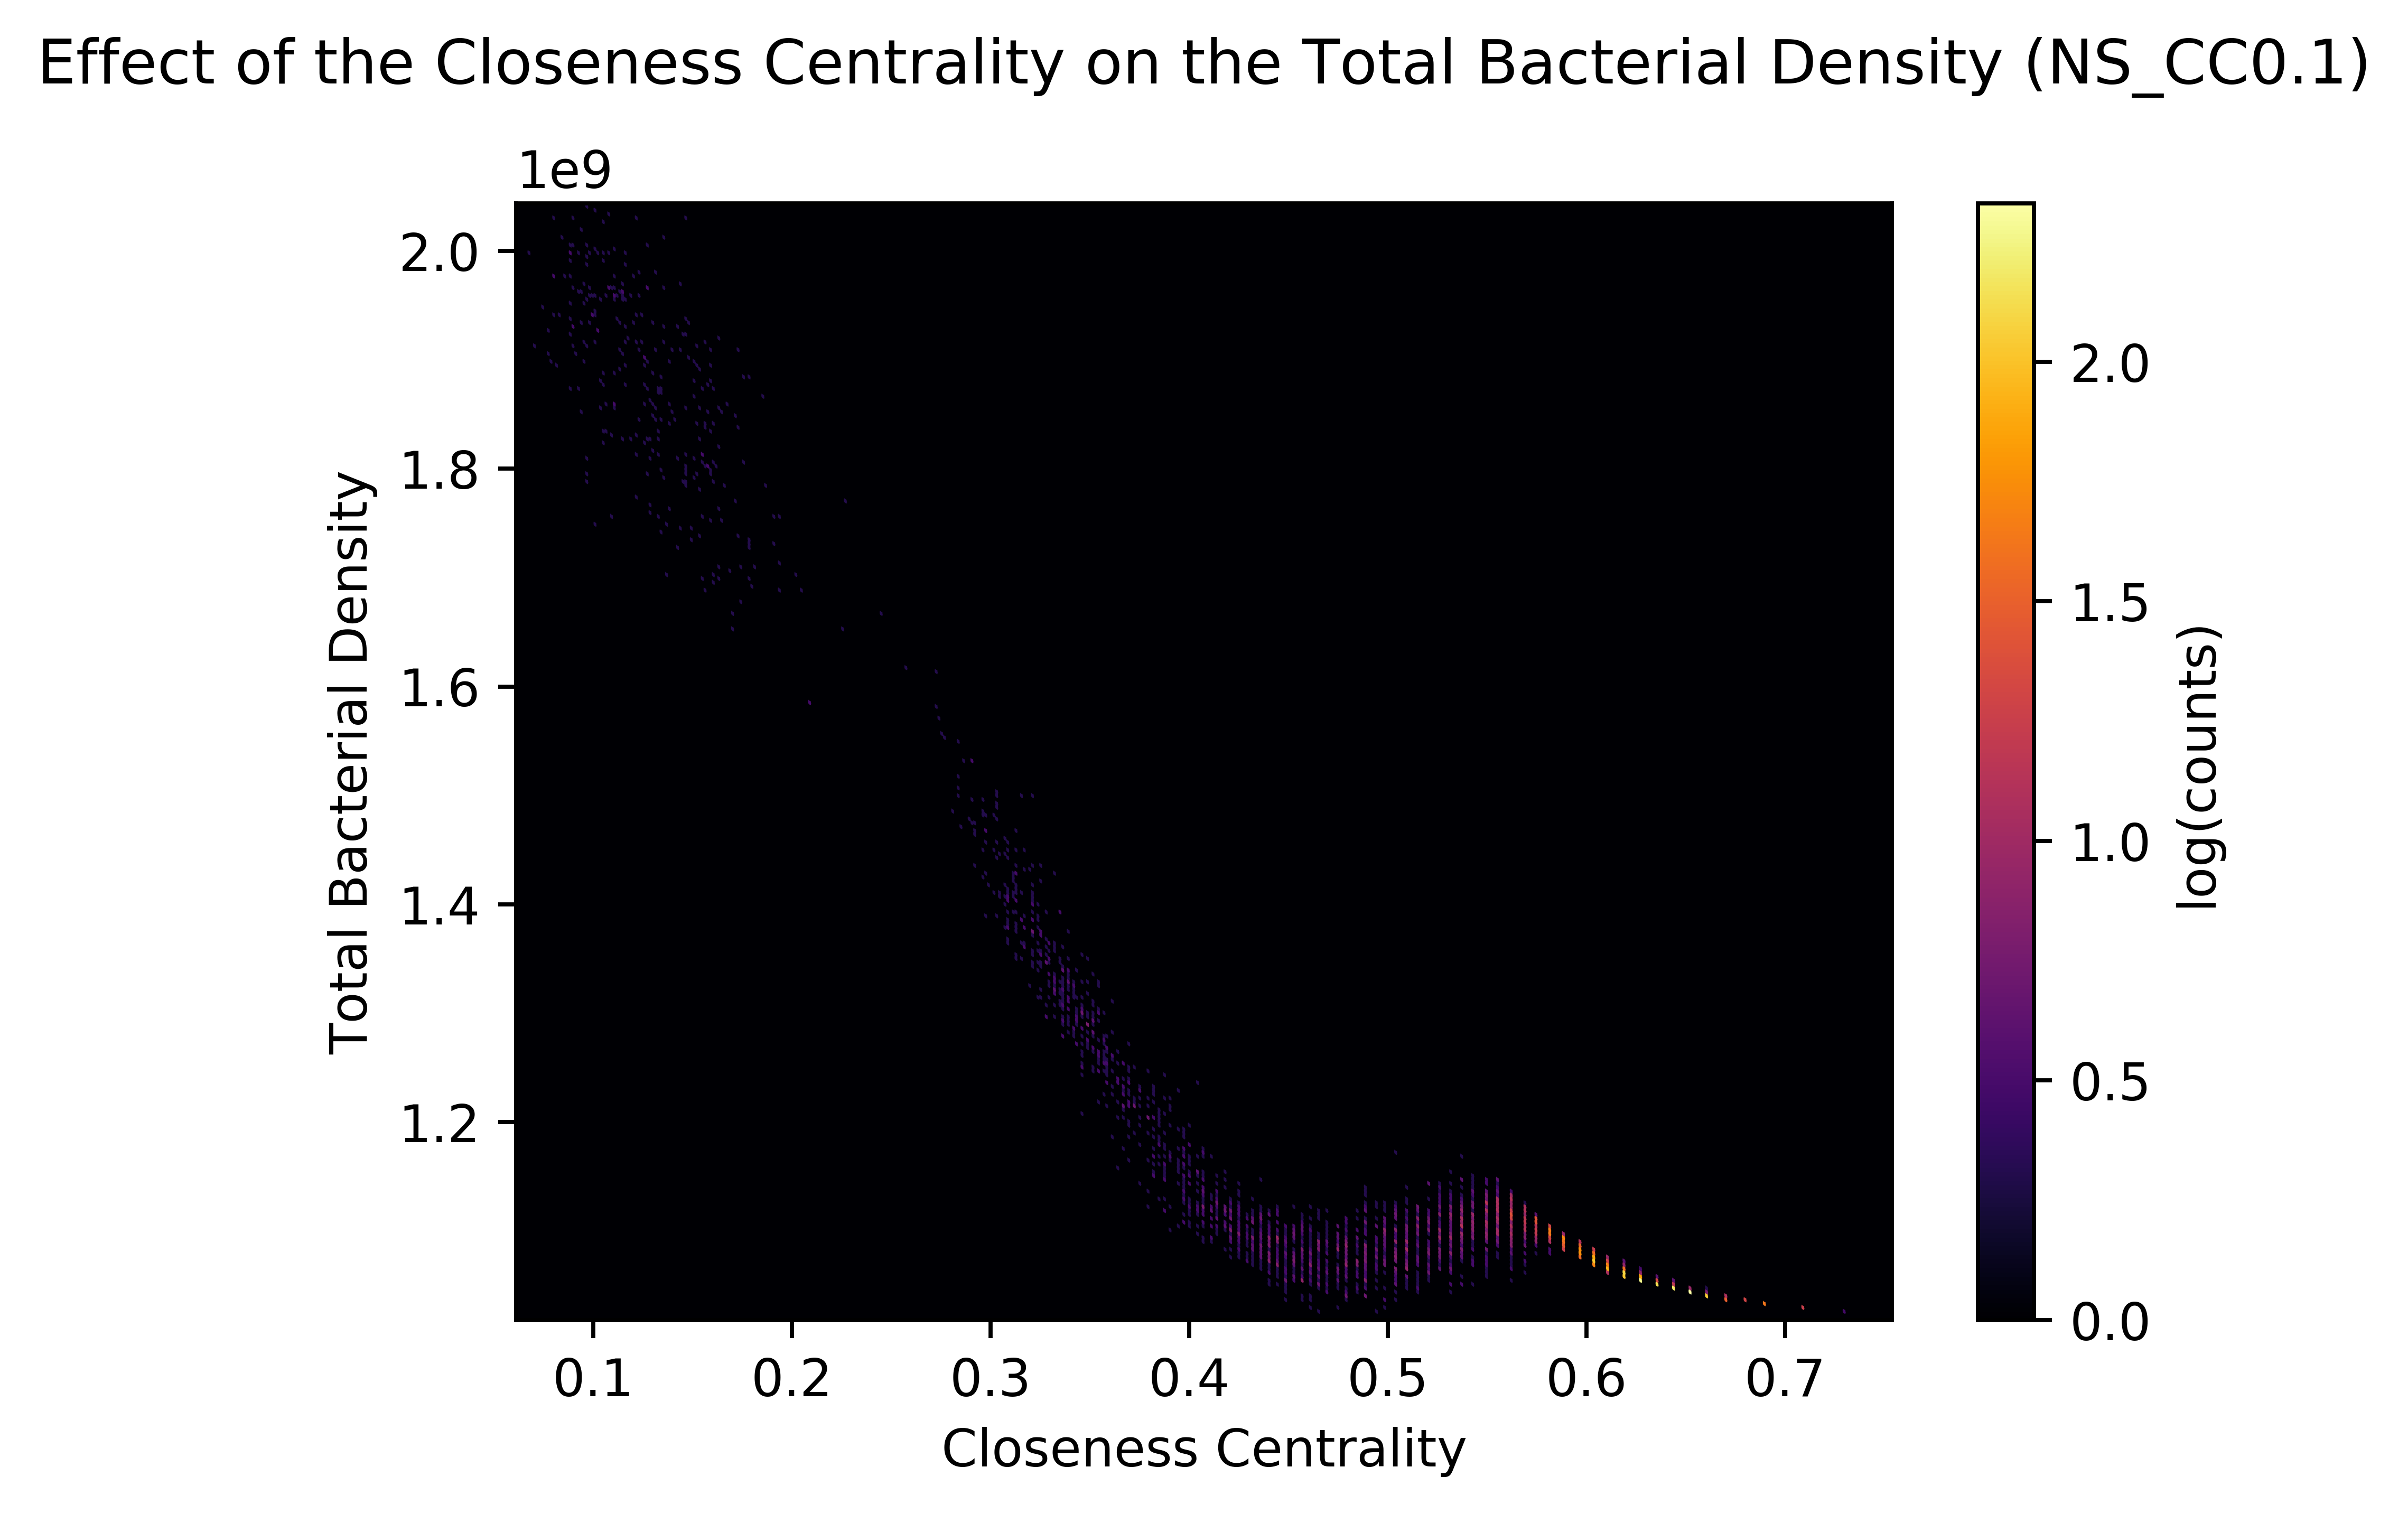 Effect of the Closeness Centrality on the Total Bacterial Density (NS_CC0.1)
1e9
2.0
1.8
1.6
1.4
1.2
Total Bacterial Density
0.1 0.2 0.3 0.4 0.5 0.6 0.7
Closeness Centrality
2.0
1.5
1.0
0.5
0.0
log(counts)